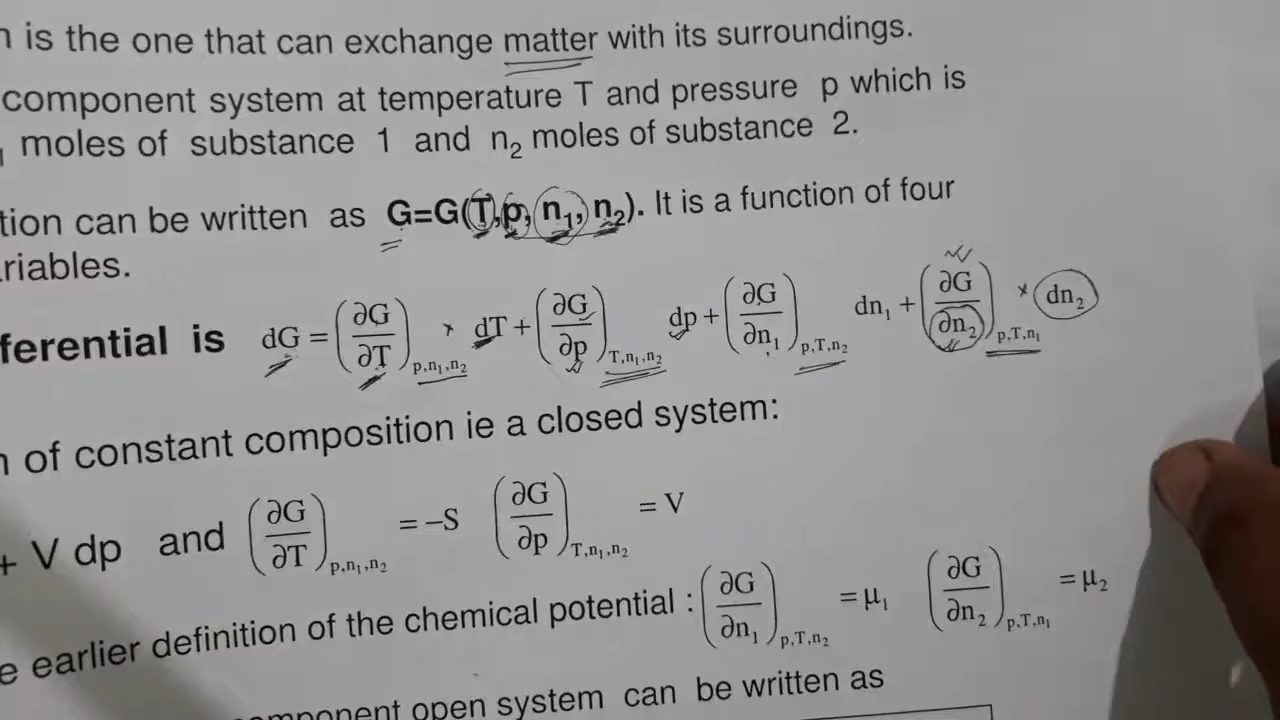 is the one that can exchange matter with its surroundings.
component system at temperature T and pressure p which is
moles of substance 1 and n₂ moles of substance 2.
tion can be written as G=G(T,p, n₁, n₂). It is a function of four
riables.
ferential is dG = (∂G/∂T)p,n₁,n₂ × dT + (∂G/∂p)T,n₁,n₂ dp + (∂G/∂n₁)p,T,n₂ dn₁ + (∂G/∂n₂)p,T,n₁ × dn₂
of constant composition ie a closed system:
+ V dp and (∂G/∂T)p,n₁,n₂ = –S (∂G/∂p)T,n₁,n₂ = V
e earlier definition of the chemical potential : (∂G/∂n₁)p,T,n₂ = μ₁ (∂G/∂n₂)p,T,n₁ = μ₂
mponent open system can be written as